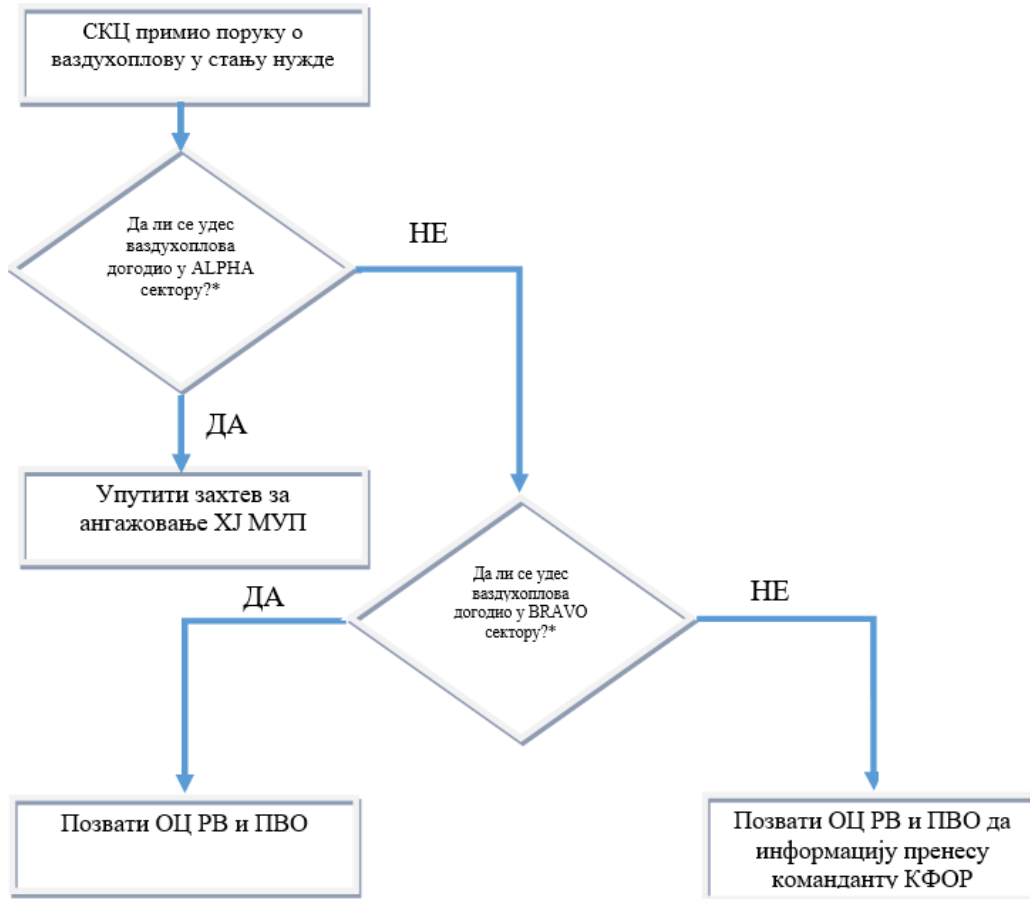 СКЦ примио поруку о
ваздухоплову у стању нужде
Да ли се удес
ваздухоплова
догодио у ALPHA
сектору?*
НЕ
ДА
Упутити захтев за
ангажовање ХЈ МУП
Да ли се удес
ваздухоплова
догодио у BRAVO
сектору?*
ДА
НЕ
Позвати ОЦ РВ и ПВО
Позвати ОЦ РВ и ПВО да
информацију пренесу
команданту КФОР